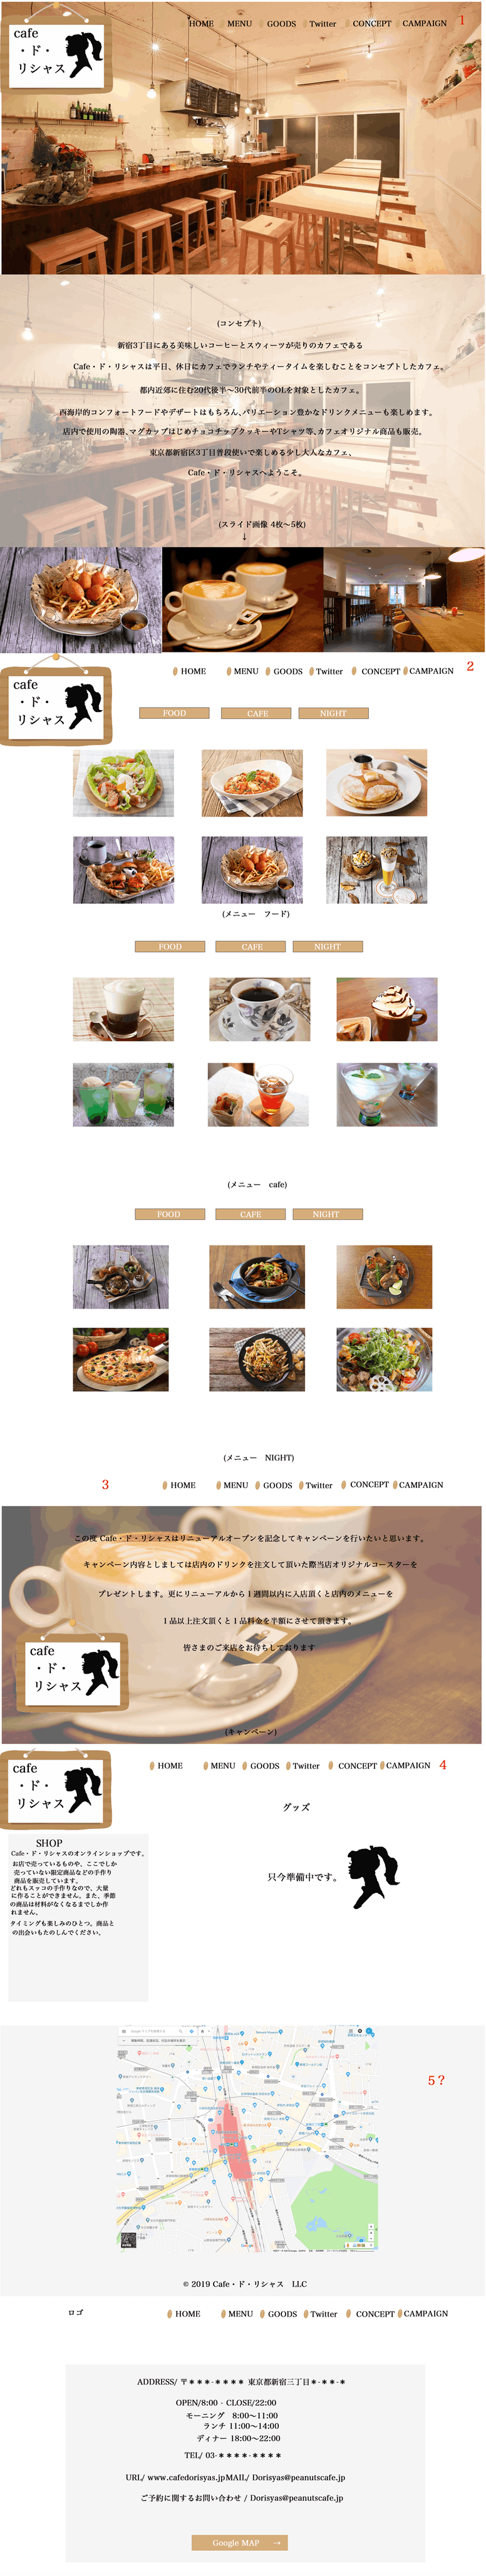 cafe
・ド・
リシャス
HOME MENU GOODS Twitter CONCEPT CAMPAIGN 1
(コンセプト)
新宿3丁目にある美味しいコーヒーとスウィーツが売りのカフェである
Cafe・ド・リシャスは平日、休日にカフェでランチやティータイムを楽しむことをコンセプトしたカフェ。
都内近郊に住む20代後半〜30代前半のOLを対象としたカフェ。
西海岸的コンフォートフードやデザートはもちろん、バリエーション豊かなドリンクメニューも楽しめます。
店内で使用の陶器、マグカップはじめチョコチップクッキーやTシャツ等、カフェオリジナル商品も販売。
東京都新宿区3丁目普段使いで楽しめる少し大人なカフェ、
Cafe・ド・リシャスへようこそ。
(スライド画像 4枚〜5枚)
↓
cafe
・ド・
リシャス
HOME MENU GOODS Twitter CONCEPT CAMPAIGN 2
FOOD CAFE NIGHT
(メニュー　フード)
FOOD CAFE NIGHT
(メニュー　cafe)
FOOD CAFE NIGHT
(メニュー　NIGHT)
3 HOME MENU GOODS Twitter CONCEPT CAMPAIGN
この度 Cafe・ド・リシャスはリニューアルオープンを記念してキャンペーンを行いたいと思います。
キャンペーン内容としましては店内のドリンクを注文して頂いた際当店オリジナルコースターを
プレゼントします。更にリニューアルから１週間以内に入店頂くと店内のメニューを
１品以上注文頂くと１品料金を半額にさせて頂きます。
皆さまのご来店をお待ちしております
cafe
・ド・
リシャス
(キャンペーン)
cafe
・ド・
リシャス
HOME MENU GOODS Twitter CONCEPT CAMPAIGN 4
グッズ
只今準備中です。
SHOP
Cafe・ド・リシャスのオンラインショップです。
お店で売っているものや、ここでしか
売っていない限定商品などの手作り
商品を販売しています。
どれもスッコの手作りなので、大量
に作ることができません。また、季節
の商品は材料がなくなるまでしか作
れません。
タイミングも楽しみのひとつ。商品と
の出会いもたのしんでください。
5？
Google
© 2019 Cafe・ド・リシャス　LLC
ロゴ HOME MENU GOODS Twitter CONCEPT CAMPAIGN
ADDRESS/ 〒＊＊＊-＊＊＊＊ 東京都新宿三丁目＊-＊＊-＊
OPEN/8:00 - CLOSE/22:00
モーニング　8:00〜11:00
ランチ 11:00〜14:00
ディナー 18:00〜22:00
TEL/ 03-＊＊＊＊-＊＊＊＊
URL/ www.cafedorisyas.jp MAIL/ Dorisyas@peanutscafe.jp
ご予約に関するお問い合わせ / Dorisyas@peanutscafe.jp
Google MAP　→